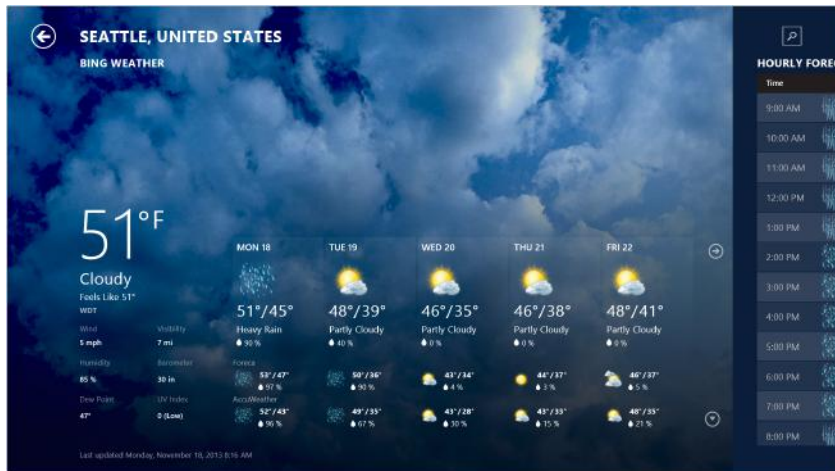 SEATTLE, UNITED STATES
BING WEATHER
51°F
Cloudy
Feels Like 51°
WDT
Wind
Visibility
5 mph
7 mi
Humidity
Barometer
85 %
30 in
Dew Point
UV Index
47°
0 (Low)
MON 18
TUE 19
WED 20
THU 21
FRI 22
51°/45°
48°/39°
46°/35°
46°/38°
48°/41°
Heavy Rain
Partly Cloudy
Partly Cloudy
Partly Cloudy
Partly Cloudy
90 %
40 %
0 %
0 %
0 %
Foreca
53°/47°
50°/36°
43°/34°
44°/37°
46°/37°
97 %
90 %
4 %
3 %
5 %
AccuWeather
52°/43°
49°/35°
43°/28°
43°/35°
48°/35°
96 %
67 %
30 %
15 %
21 %
Last updated Monday, November 18, 2013 8:16 AM
HOURLY FOREC
Time
9:00 AM
10:00 AM
11:00 AM
12:00 PM
1:00 PM
2:00 PM
3:00 PM
4:00 PM
5:00 PM
6:00 PM
7:00 PM
8:00 PM